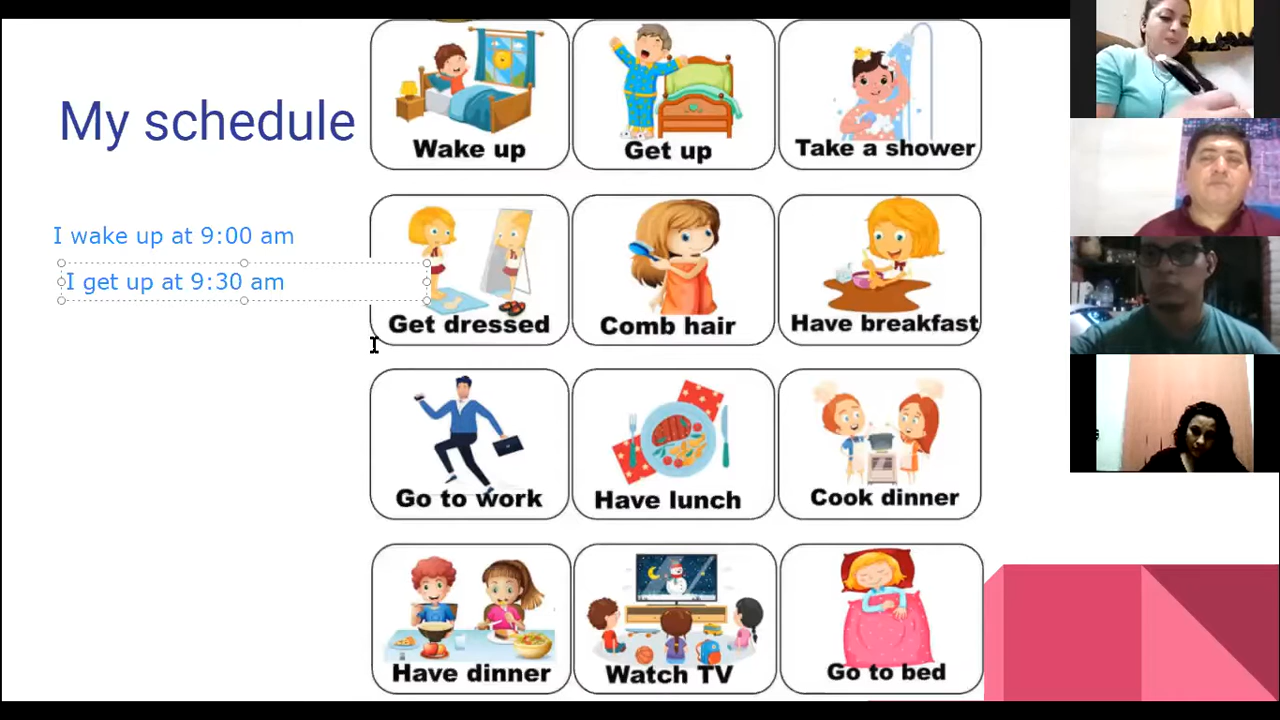 My schedule
I wake up at 9:00 am
I get up at 9:30 am
Wake up
Get up
Take a shower
Get dressed
Comb hair
Have breakfast
Go to work
Have lunch
Cook dinner
Have dinner
Watch TV
Go to bed